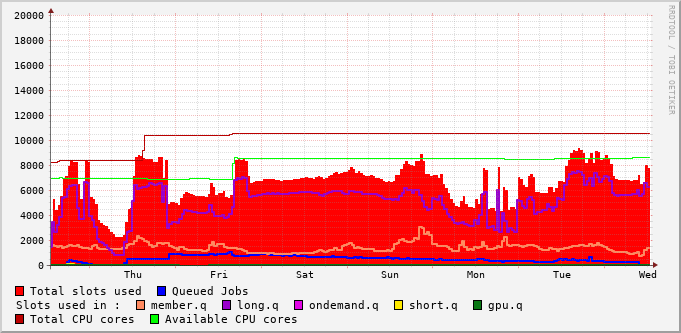 RRDTOOL / TOBI OETIKER
20000
18000
16000
14000
12000
10000
8000
6000
4000
2000
0
Thu Fri Sat Sun Mon Tue Wed
Total slots used Queued Jobs
Slots used in : member.q long.q ondemand.q short.q gpu.q
Total CPU cores Available CPU cores